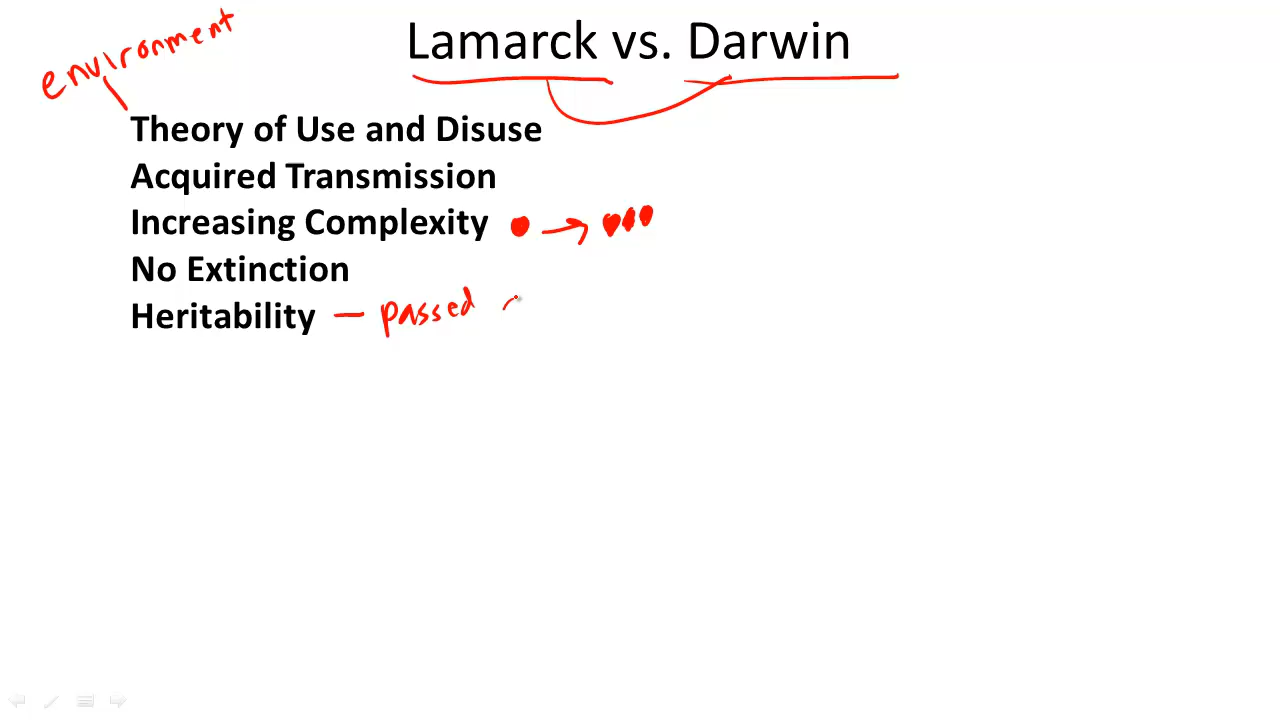 environment
Lamarck vs. Darwin
Theory of Use and Disuse
Acquired Transmission
Increasing Complexity
No Extinction
Heritability — passed